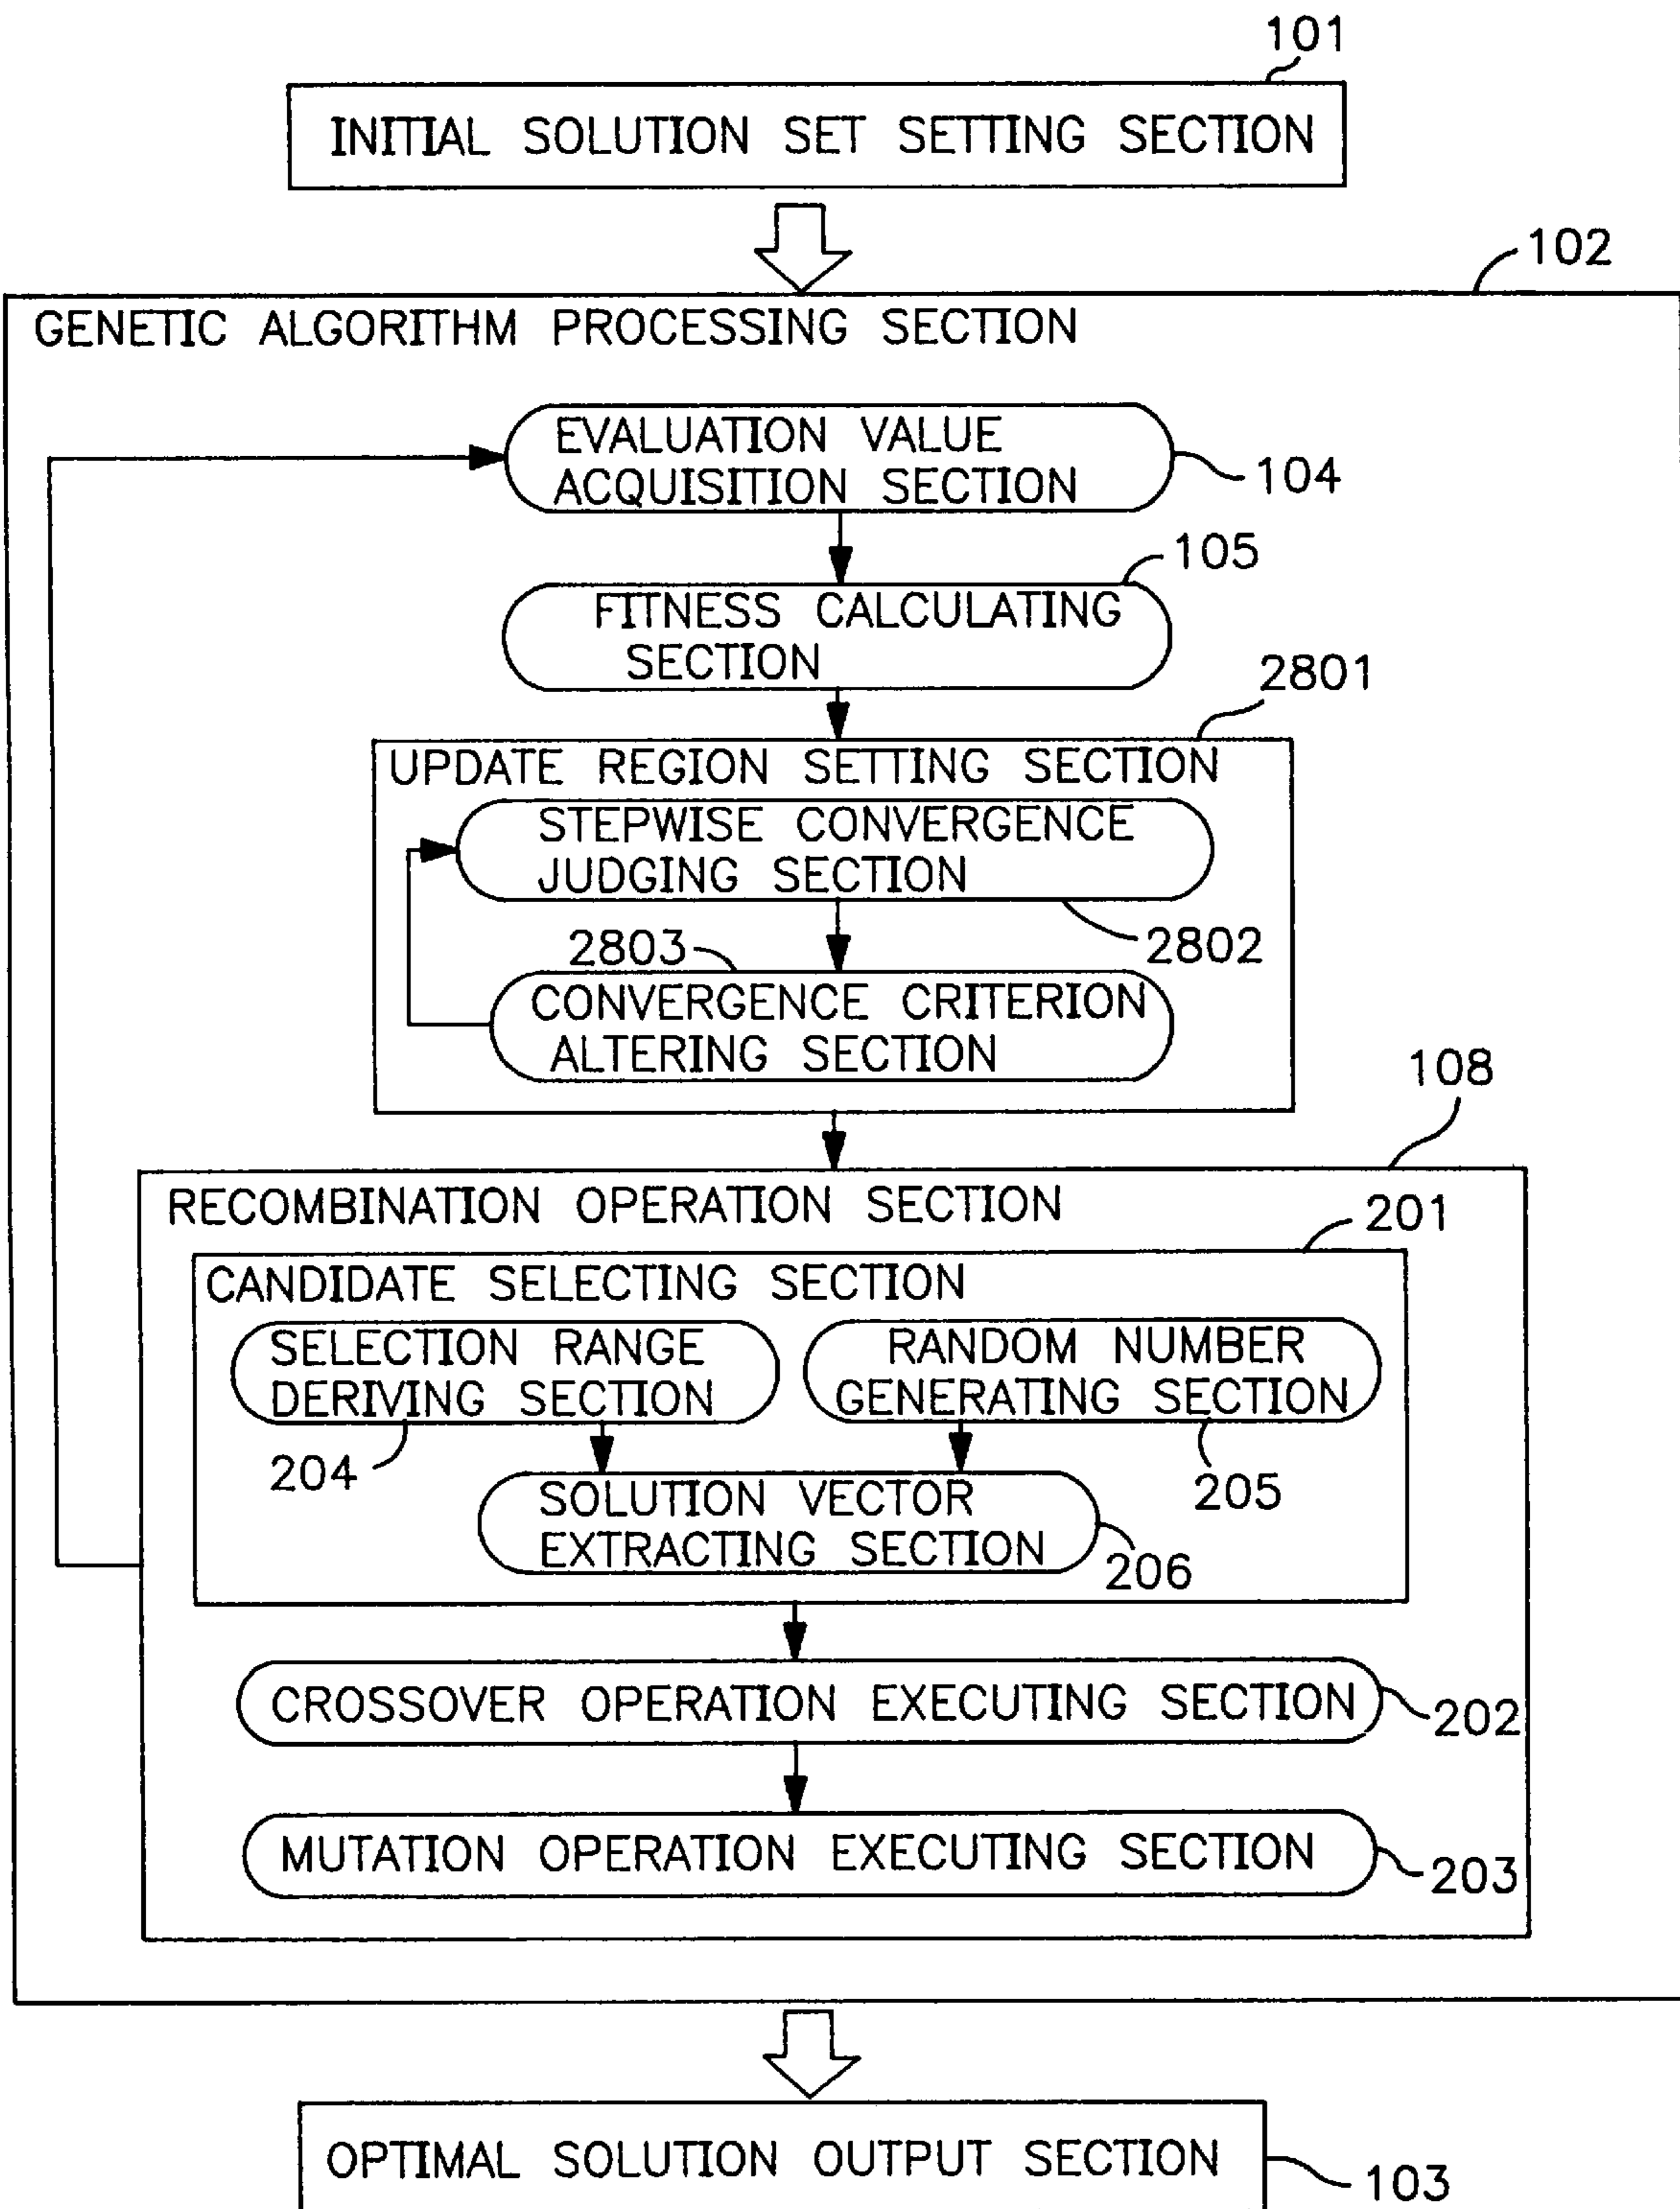 101
INITIAL SOLUTION SET SETTING SECTION
102
GENETIC ALGORITHM PROCESSING SECTION
EVALUATION VALUE
ACQUISITION SECTION
104
105
FITNESS CALCULATING
SECTION
2801
UPDATE REGION SETTING SECTION
STEPWISE CONVERGENCE
JUDGING SECTION
2802
2803
CONVERGENCE CRITERION
ALTERING SECTION
108
RECOMBINATION OPERATION SECTION
201
CANDIDATE SELECTING SECTION
SELECTION RANGE
DERIVING SECTION
204
RANDOM NUMBER
GENERATING SECTION
205
SOLUTION VECTOR
EXTRACTING SECTION
206
CROSSOVER OPERATION EXECUTING SECTION
202
MUTATION OPERATION EXECUTING SECTION
203
OPTIMAL SOLUTION OUTPUT SECTION
103